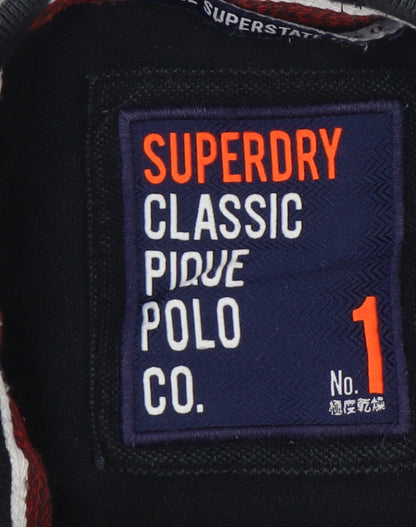 SUPERSTATE
SUPERDRY
CLASSIC
PIQUE
POLO
CO.
No. 1
極度乾燥